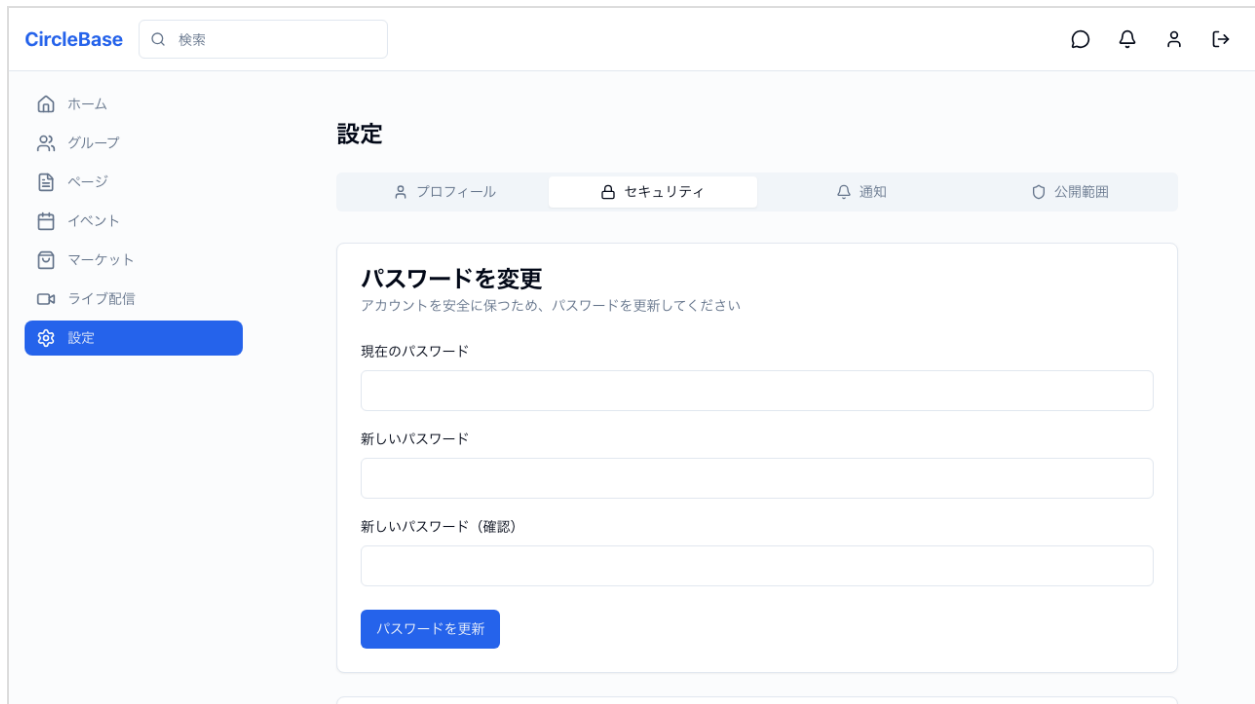 CircleBase
検索
ホーム
グループ
ページ
イベント
マーケット
ライブ配信
設定
設定
プロフィール
セキュリティ
通知
公開範囲
パスワードを変更
アカウントを安全に保つため、パスワードを更新してください
現在のパスワード
新しいパスワード
新しいパスワード（確認）
パスワードを更新